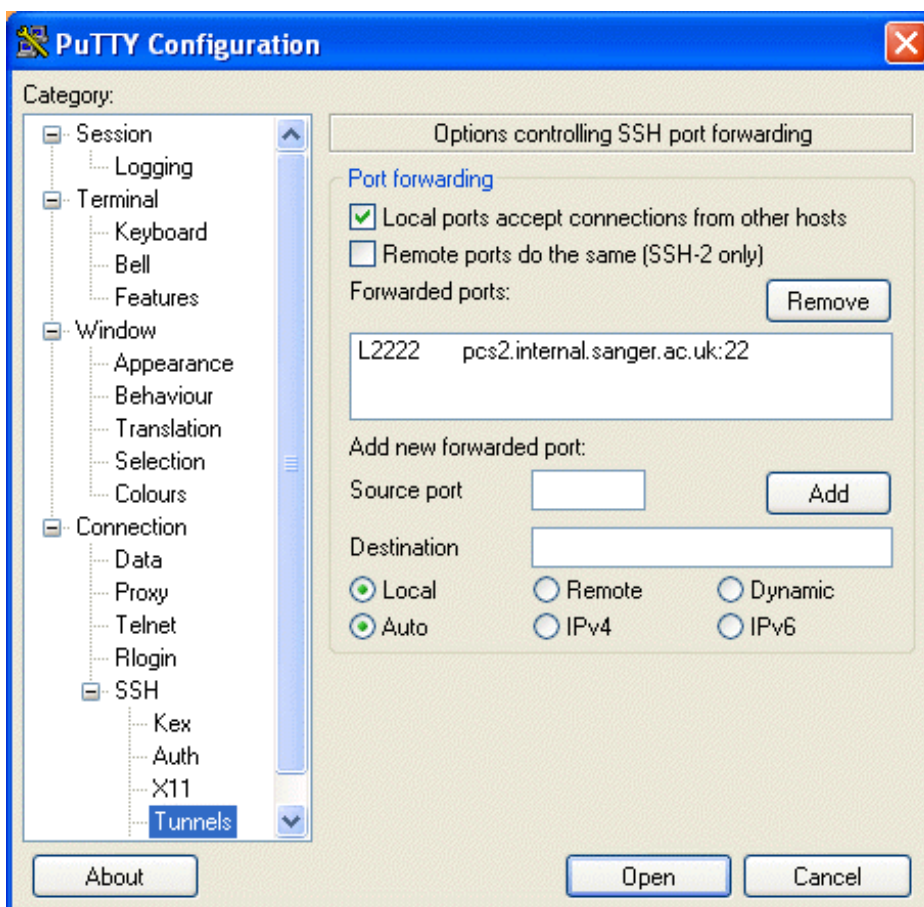 PuTTY Configuration
Category:
Session
Logging
Terminal
Keyboard
Bell
Features
Window
Appearance
Behaviour
Translation
Selection
Colours
Connection
Data
Proxy
Telnet
Rlogin
SSH
Kex
Auth
X11
Tunnels
Options controlling SSH port forwarding
Port forwarding
Local ports accept connections from other hosts
Remote ports do the same (SSH-2 only)
Forwarded ports:
Remove
L2222 pcs2.internal.sanger.ac.uk:22
Add new forwarded port:
Source port
Add
Destination
Local Remote Dynamic
Auto IPv4 IPv6
About Open Cancel